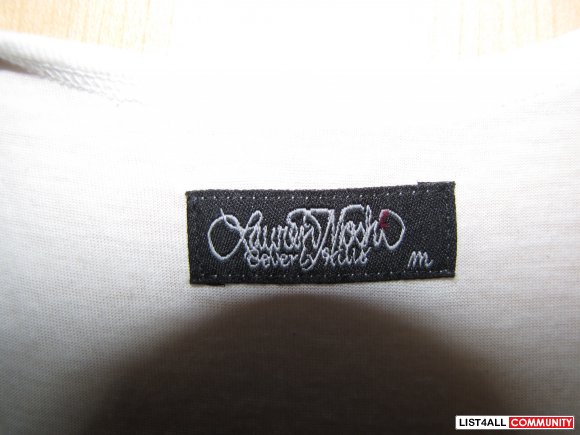 Lauren Moshi
Beverly Hills
m
LIST4ALL COMMUNITY